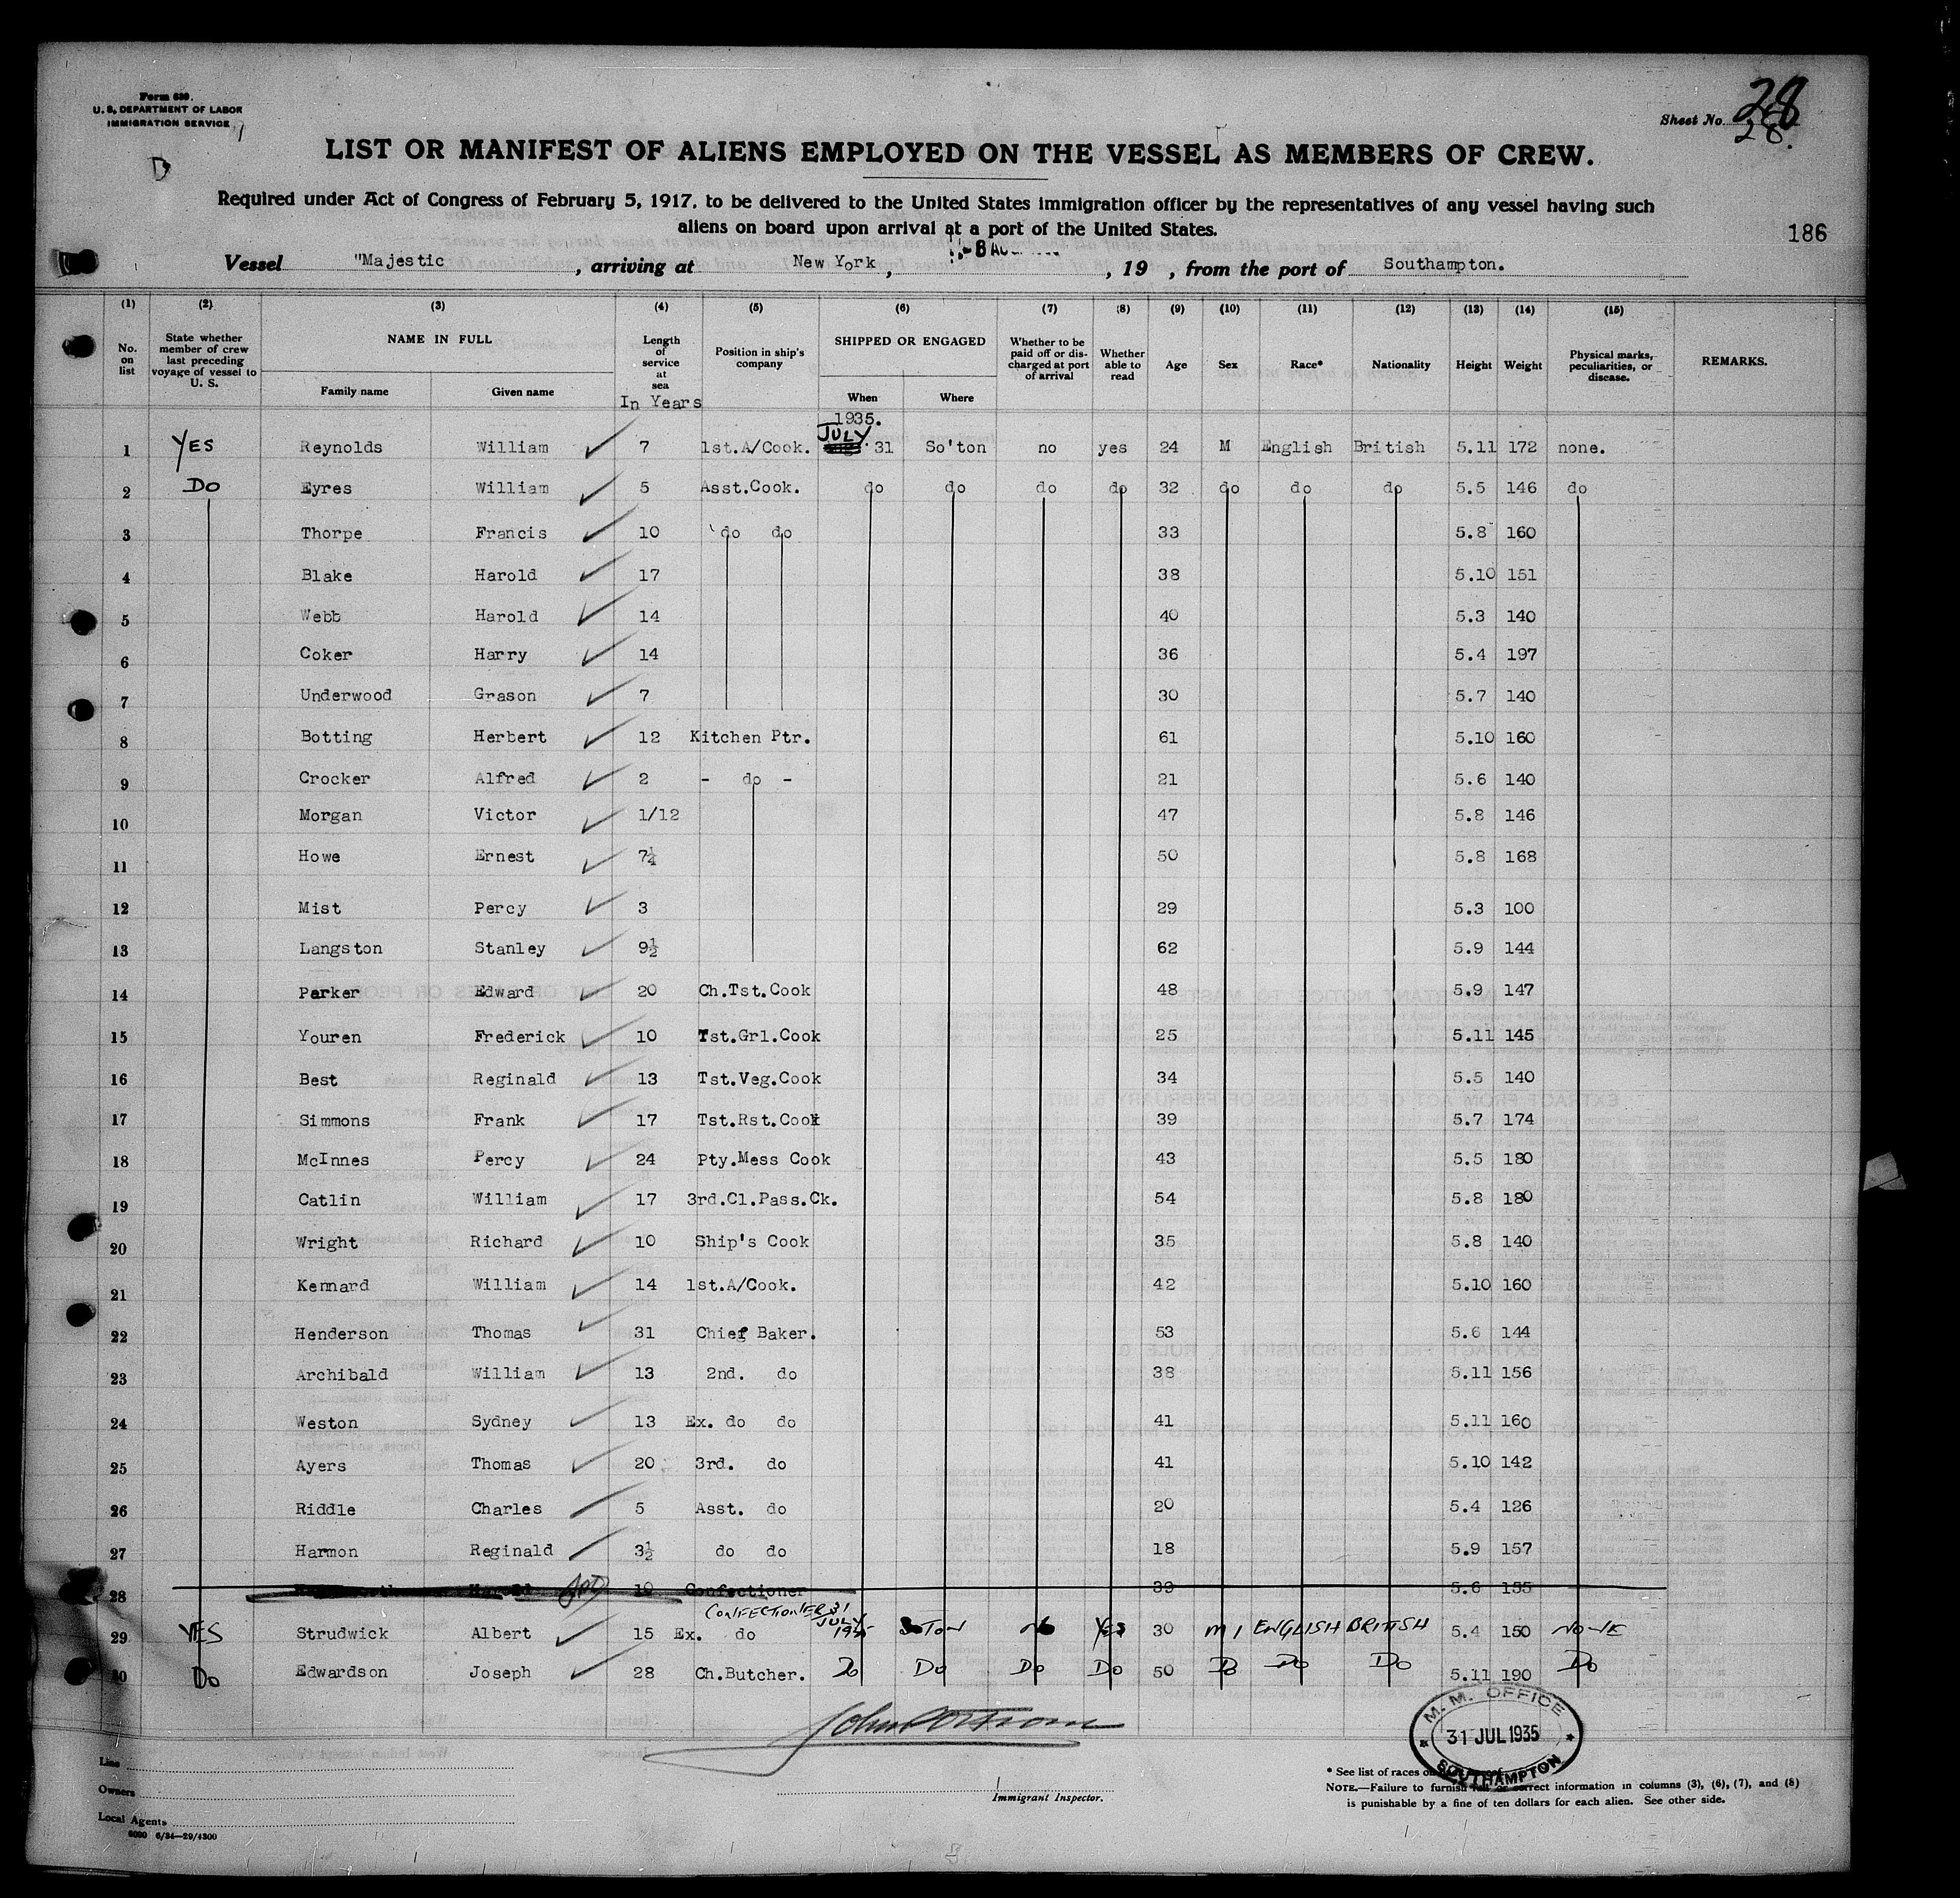 Form 689.
U. S. DEPARTMENT OF LABOR
IMMIGRATION SERVICE
D
Sheet No. 28
28.
LIST OR MANIFEST OF ALIENS EMPLOYED ON THE VESSEL AS MEMBERS OF CREW.
Required under Act of Congress of February 5, 1917, to be delivered to the United States immigration officer by the representatives of any vessel having such
aliens on board upon arrival at a port of the United States.
186
Vessel "Majestic , arriving at New York, -8 AUG , 19 , from the port of Southampton.
(1) (2) (3) (4) (5) (6) (7) (8) (9) (10) (11) (12) (13) (14) (15)
No. on list State whether member of crew last preceding voyage of vessel to U. S. NAME IN FULL Family name Given name Length of service at sea In Years Position in ship's company SHIPPED OR ENGAGED When Where Whether to be paid off or discharged at port of arrival Whether able to read Age Sex Race* Nationality Height Weight Physical marks, peculiarities, or disease. REMARKS.
1935.
1 YES Reynolds William 7 1st.A/Cook. JULY 31 So'ton no yes 24 M English British 5.11 172 none.
2 DO Eyres William 5 Asst.Cook. do do do do 32 do do do 5.5 146 do
3 Thorpe Francis 10 do do 33 5.8 160
4 Blake Harold 17 38 5.10 151
5 Webb Harold 14 40 5.3 140
6 Coker Harry 14 36 5.4 197
7 Underwood Grason 7 30 5.7 140
8 Botting Herbert 12 Kitchen Ptr. 61 5.10 160
9 Crocker Alfred 2 - do - 21 5.6 140
10 Morgan Victor 1/12 47 5.8 146
11 Howe Ernest 7¼ 50 5.8 168
12 Mist Percy 3 29 5.3 100
13 Langston Stanley 9½ 62 5.9 144
14 Parker Edward 20 Ch.Tst.Cook 48 5.9 147
15 Youren Frederick 10 Tst.Grl.Cook 25 5.11 145
16 Best Reginald 13 Tst.Veg.Cook 34 5.5 140
17 Simmons Frank 17 Tst.Rst.Cook 39 5.7 174
18 McInnes Percy 24 Pty.Mess Cook 43 5.5 180
19 Catlin William 17 3rd.Cl.Pass.Ck. 54 5.8 180
20 Wright Richard 10 Ship's Cook 35 5.8 140
21 Kennard William 14 1st.A/Cook. 42 5.10 160
22 Henderson Thomas 31 Chief Baker. 53 5.6 144
23 Archibald William 13 2nd. do 38 5.11 156
24 Weston Sydney 13 Ex. do do 41 5.11 160
25 Ayers Thomas 20 3rd. do 41 5.10 142
26 Riddle Charles 5 Asst. do 20 5.4 126
27 Harmon Reginald 3½ do do 18 5.9 157
28 Harold 10 Confectioner 39 5.6 155
CONFECTIONER 31 JULY
29 YES Strudwick Albert 15 Ex. do 1935 So TON no YES 30 M ENGLISH BRITISH 5.4 150 NONE
30 Do Edwardson Joseph 28 Ch.Butcher. Do Do Do Do 50 Do Do Do 5.11 190 Do
M. M. OFFICE
31 JUL 1935
SOUTHAMPTON
Line
Owners
Local Agents
6000 6/34—29/4300
Immigrant Inspector.
* See list of races on
NOTE.—Failure to furnish full or correct information in columns (3), (6), (7), and (8)
is punishable by a fine of ten dollars for each alien. See other side.